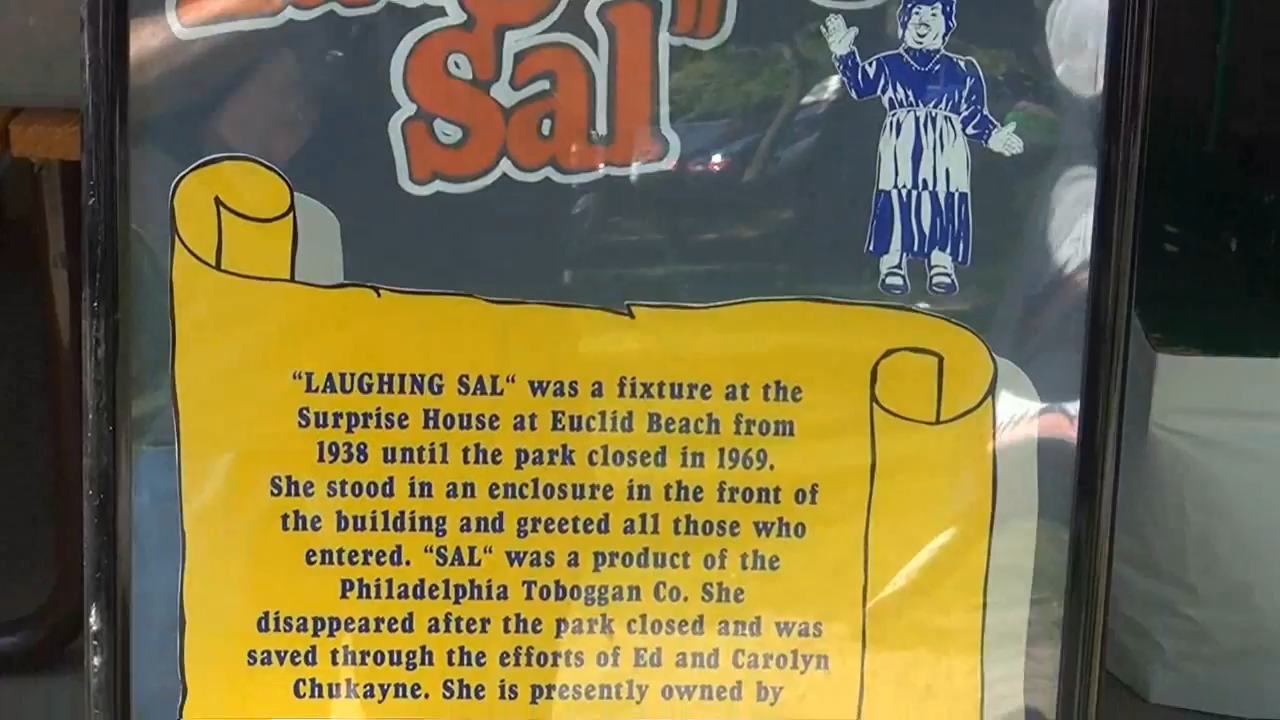 Sal"
"LAUGHING SAL" was a fixture at the
Surprise House at Euclid Beach from
1938 until the park closed in 1969.
She stood in an enclosure in the front of
the building and greeted all those who
entered. "SAL" was a product of the
Philadelphia Toboggan Co. She
disappeared after the park closed and was
saved through the efforts of Ed and Carolyn
Chukayne. She is presently owned by